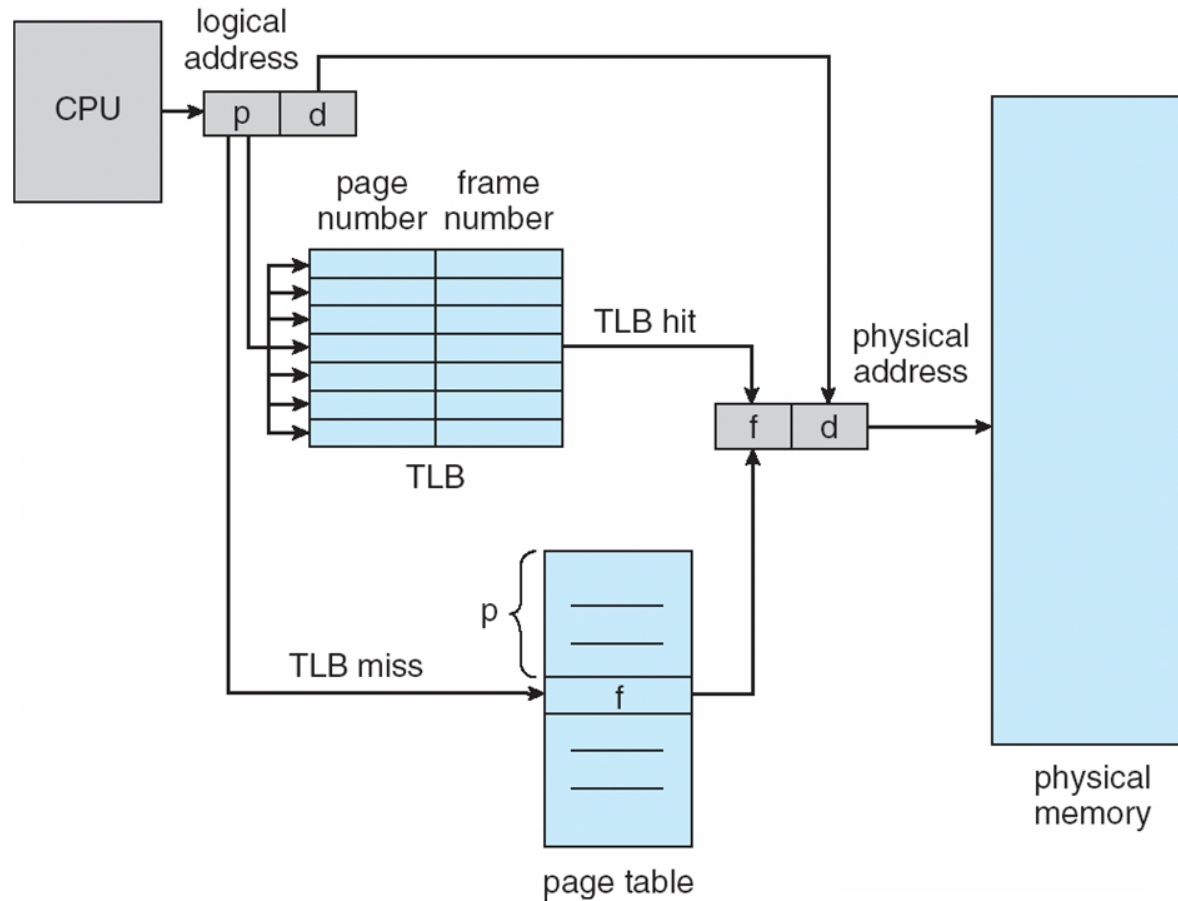 logical
address
CPU
p
d
page
number
frame
number
TLB hit
physical
address
f
d
TLB
p
TLB miss
f
physical
memory
page table